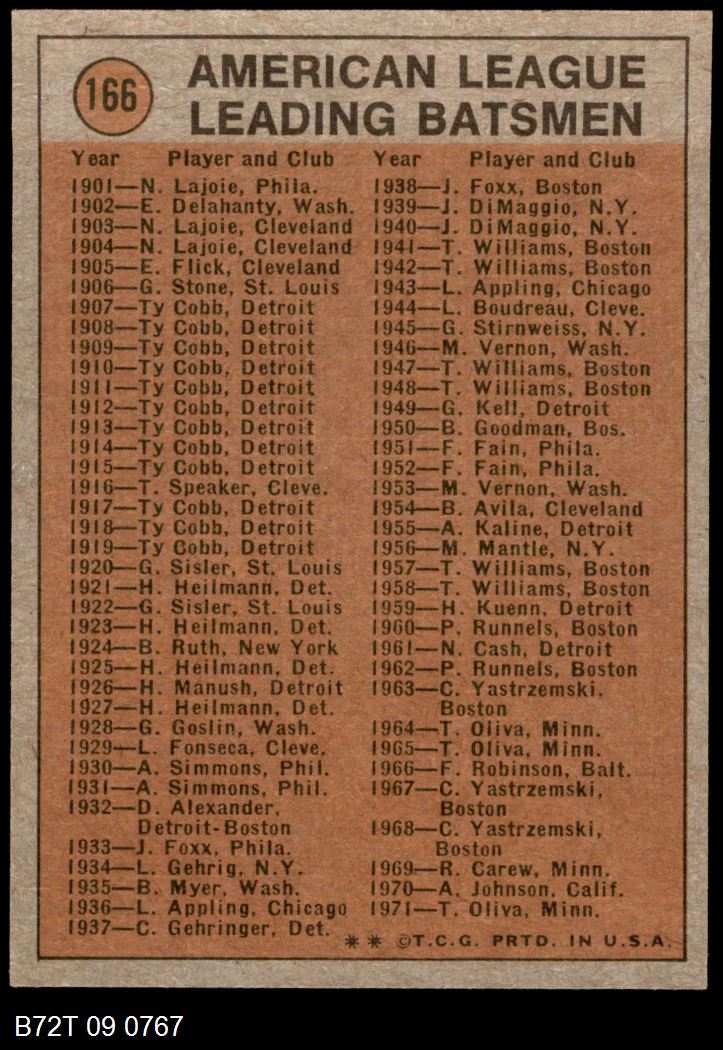 166
AMERICAN LEAGUE
LEADING BATSMEN
Year Player and Club
1901—N. Lajoie, Phila.
1902—E. Delahanty, Wash.
1903—N. Lajoie, Cleveland
1904—N. Lajoie, Cleveland
1905—E. Flick, Cleveland
1906—G. Stone, St. Louis
1907—Ty Cobb, Detroit
1908—Ty Cobb, Detroit
1909—Ty Cobb, Detroit
1910—Ty Cobb, Detroit
1911—Ty Cobb, Detroit
1912—Ty Cobb, Detroit
1913—Ty Cobb, Detroit
1914—Ty Cobb, Detroit
1915—Ty Cobb, Detroit
1916—T. Speaker, Cleve.
1917—Ty Cobb, Detroit
1918—Ty Cobb, Detroit
1919—Ty Cobb, Detroit
1920—G. Sisler, St. Louis
1921—H. Heilmann, Det.
1922—G. Sisler, St. Louis
1923—H. Heilmann, Det.
1924—B. Ruth, New York
1925—H. Heilmann, Det.
1926—H. Manush, Detroit
1927—H. Heilmann, Det.
1928—G. Goslin, Wash.
1929—L. Fonseca, Cleve.
1930—A. Simmons, Phil.
1931—A. Simmons, Phil.
1932—D. Alexander,
Detroit-Boston
1933—J. Foxx, Phila.
1934—L. Gehrig, N.Y.
1935—B. Myer, Wash.
1936—L. Appling, Chicago
1937—C. Gehringer, Det.
Year Player and Club
1938—J. Foxx, Boston
1939—J. DiMaggio, N.Y.
1940—J. DiMaggio, N.Y.
1941—T. Williams, Boston
1942—T. Williams, Boston
1943—L. Appling, Chicago
1944—L. Boudreau, Cleve.
1945—G. Stirnweiss, N.Y.
1946—M. Vernon, Wash.
1947—T. Williams, Boston
1948—T. Williams, Boston
1949—G. Kell, Detroit
1950—B. Goodman, Bos.
1951—F. Fain, Phila.
1952—F. Fain, Phila.
1953—M. Vernon, Wash.
1954—B. Avila, Cleveland
1955—A. Kaline, Detroit
1956—M. Mantle, N.Y.
1957—T. Williams, Boston
1958—T. Williams, Boston
1959—H. Kuenn, Detroit
1960—P. Runnels, Boston
1961—N. Cash, Detroit
1962—P. Runnels, Boston
1963—C. Yastrzemski,
Boston
1964—T. Oliva, Minn.
1965—T. Oliva, Minn.
1966—F. Robinson, Balt.
1967—C. Yastrzemski,
Boston
1968—C. Yastrzemski,
Boston
1969—R. Carew, Minn.
1970—A. Johnson, Calif.
1971—T. Oliva, Minn.
** ©T.C.G. PRTD. IN U.S.A.
B72T 09 0767